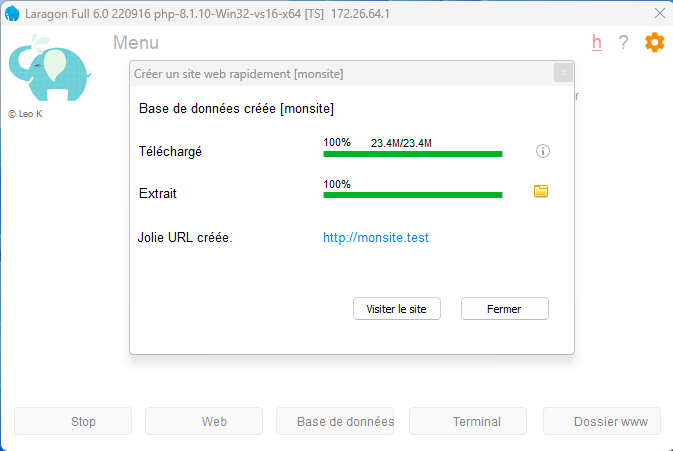 Laragon Full 6.0 220916 php-8.1.10-Win32-vs16-x64 [TS] 172.26.64.1
Menu
h ?
© Leo K
Créer un site web rapidement [monsite]
x
r
Base de données créée [monsite]
Téléchargé 100% 23.4M/23.4M
Extrait 100%
Jolie URL créée. http://monsite.test
Visiter le site Fermer
Stop Web Base de données Terminal Dossier www